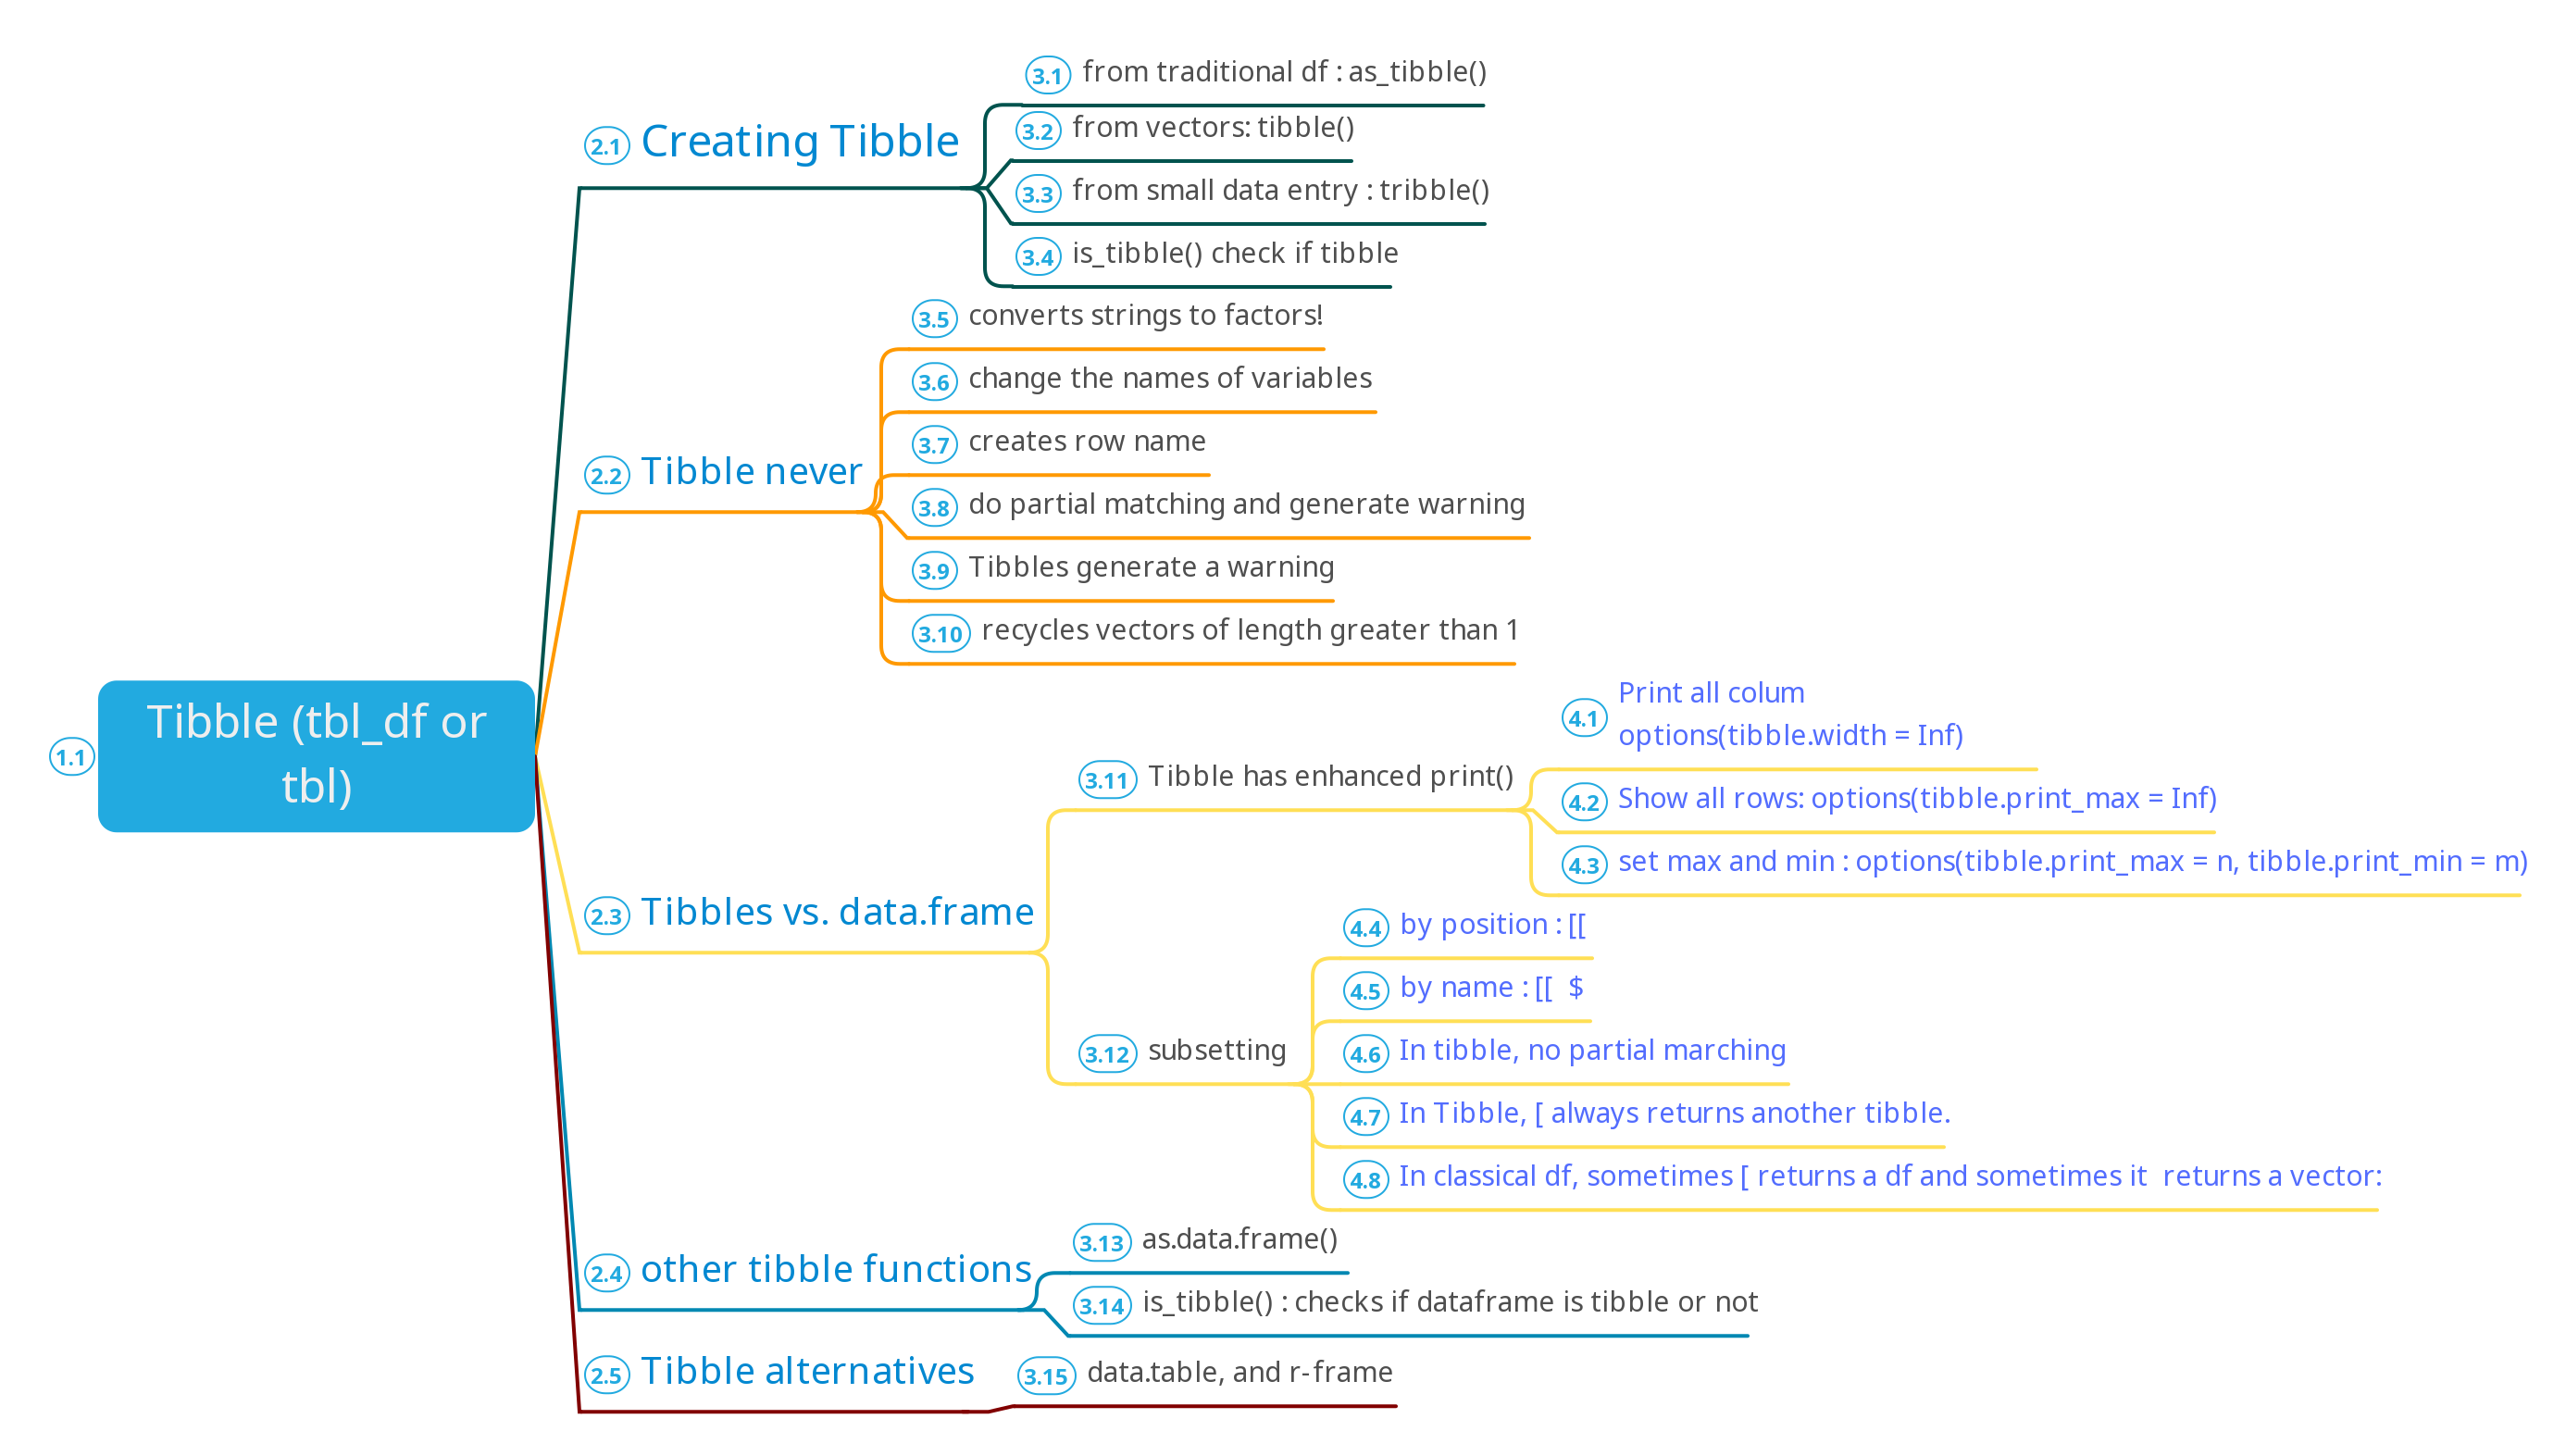 1.1 Tibble (tbl_df or
tbl)
2.1 Creating Tibble
3.1 from traditional df : as_tibble()
3.2 from vectors: tibble()
3.3 from small data entry : tribble()
3.4 is_tibble() check if tibble
2.2 Tibble never
3.5 converts strings to factors!
3.6 change the names of variables
3.7 creates row name
3.8 do partial matching and generate warning
3.9 Tibbles generate a warning
3.10 recycles vectors of length greater than 1
2.3 Tibbles vs. data.frame
3.11 Tibble has enhanced print()
4.1 Print all colum
options(tibble.width = Inf)
4.2 Show all rows: options(tibble.print_max = Inf)
4.3 set max and min : options(tibble.print_max = n, tibble.print_min = m)
3.12 subsetting
4.4 by position : [[
4.5 by name : [[  $
4.6 In tibble, no partial marching
4.7 In Tibble, [ always returns another tibble.
4.8 In classical df, sometimes [ returns a df and sometimes it  returns a vector:
2.4 other tibble functions
3.13 as.data.frame()
3.14 is_tibble() : checks if dataframe is tibble or not
2.5 Tibble alternatives
3.15 data.table, and r-frame